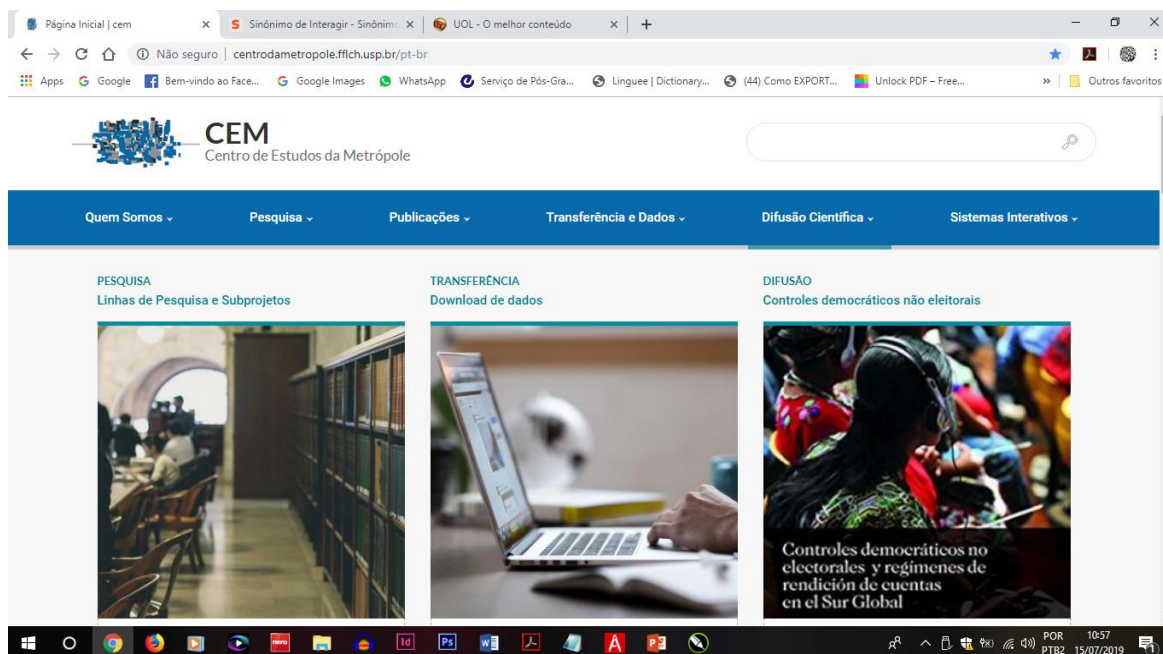 Página Inicial | cem
S Sinônimo de Interagir - Sinônim
UOL - O melhor conteúdo
Não seguro | centrodametropole.fflch.usp.br/pt-br
Apps
G Google
Bem-vindo ao Face...
G Google Images
WhatsApp
Serviço de Pós-Gra...
Linguee | Dictionary...
(44) Como EXPORT...
Unlock PDF – Free...
»
Outros favoritos
CEM
Centro de Estudos da Metrópole
Quem Somos
Pesquisa
Publicações
Transferência e Dados
Difusão Científica
Sistemas Interativos
PESQUISA
Linhas de Pesquisa e Subprojetos
TRANSFERÊNCIA
Download de dados
DIFUSÃO
Controles democráticos não eleitorais
Controles democráticos no
electorales y regímenes de
rendición de cuentas
en el Sur Global
nero
Id
Ps
POR
PTB2
10:57
15/07/2019